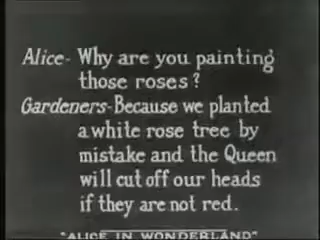 Alice- Why are you painting
those roses?
Gardeners- Because we planted
a white rose tree by
mistake and the Queen
will cut off our heads
if they are not red.
"ALICE IN WONDERLAND"